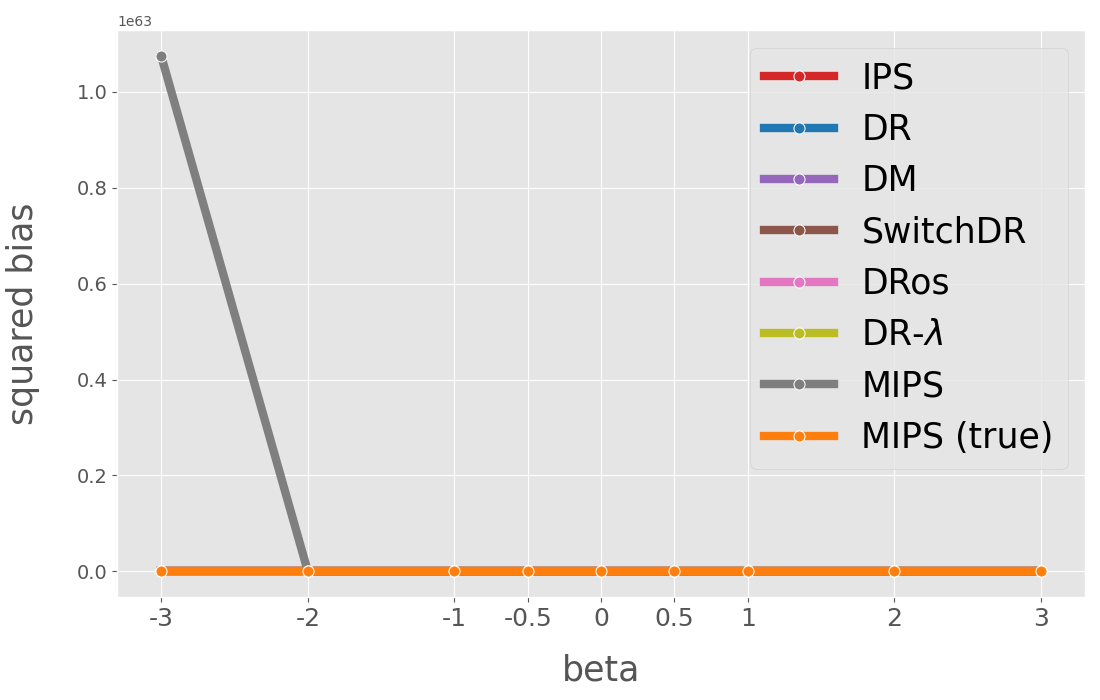 1e63
1.0
0.8
0.6
0.4
0.2
0.0
squared bias
-3 -2 -1 -0.5 0 0.5 1 2 3
beta
IPS
DR
DM
SwitchDR
DRos
DR-λ
MIPS
MIPS (true)